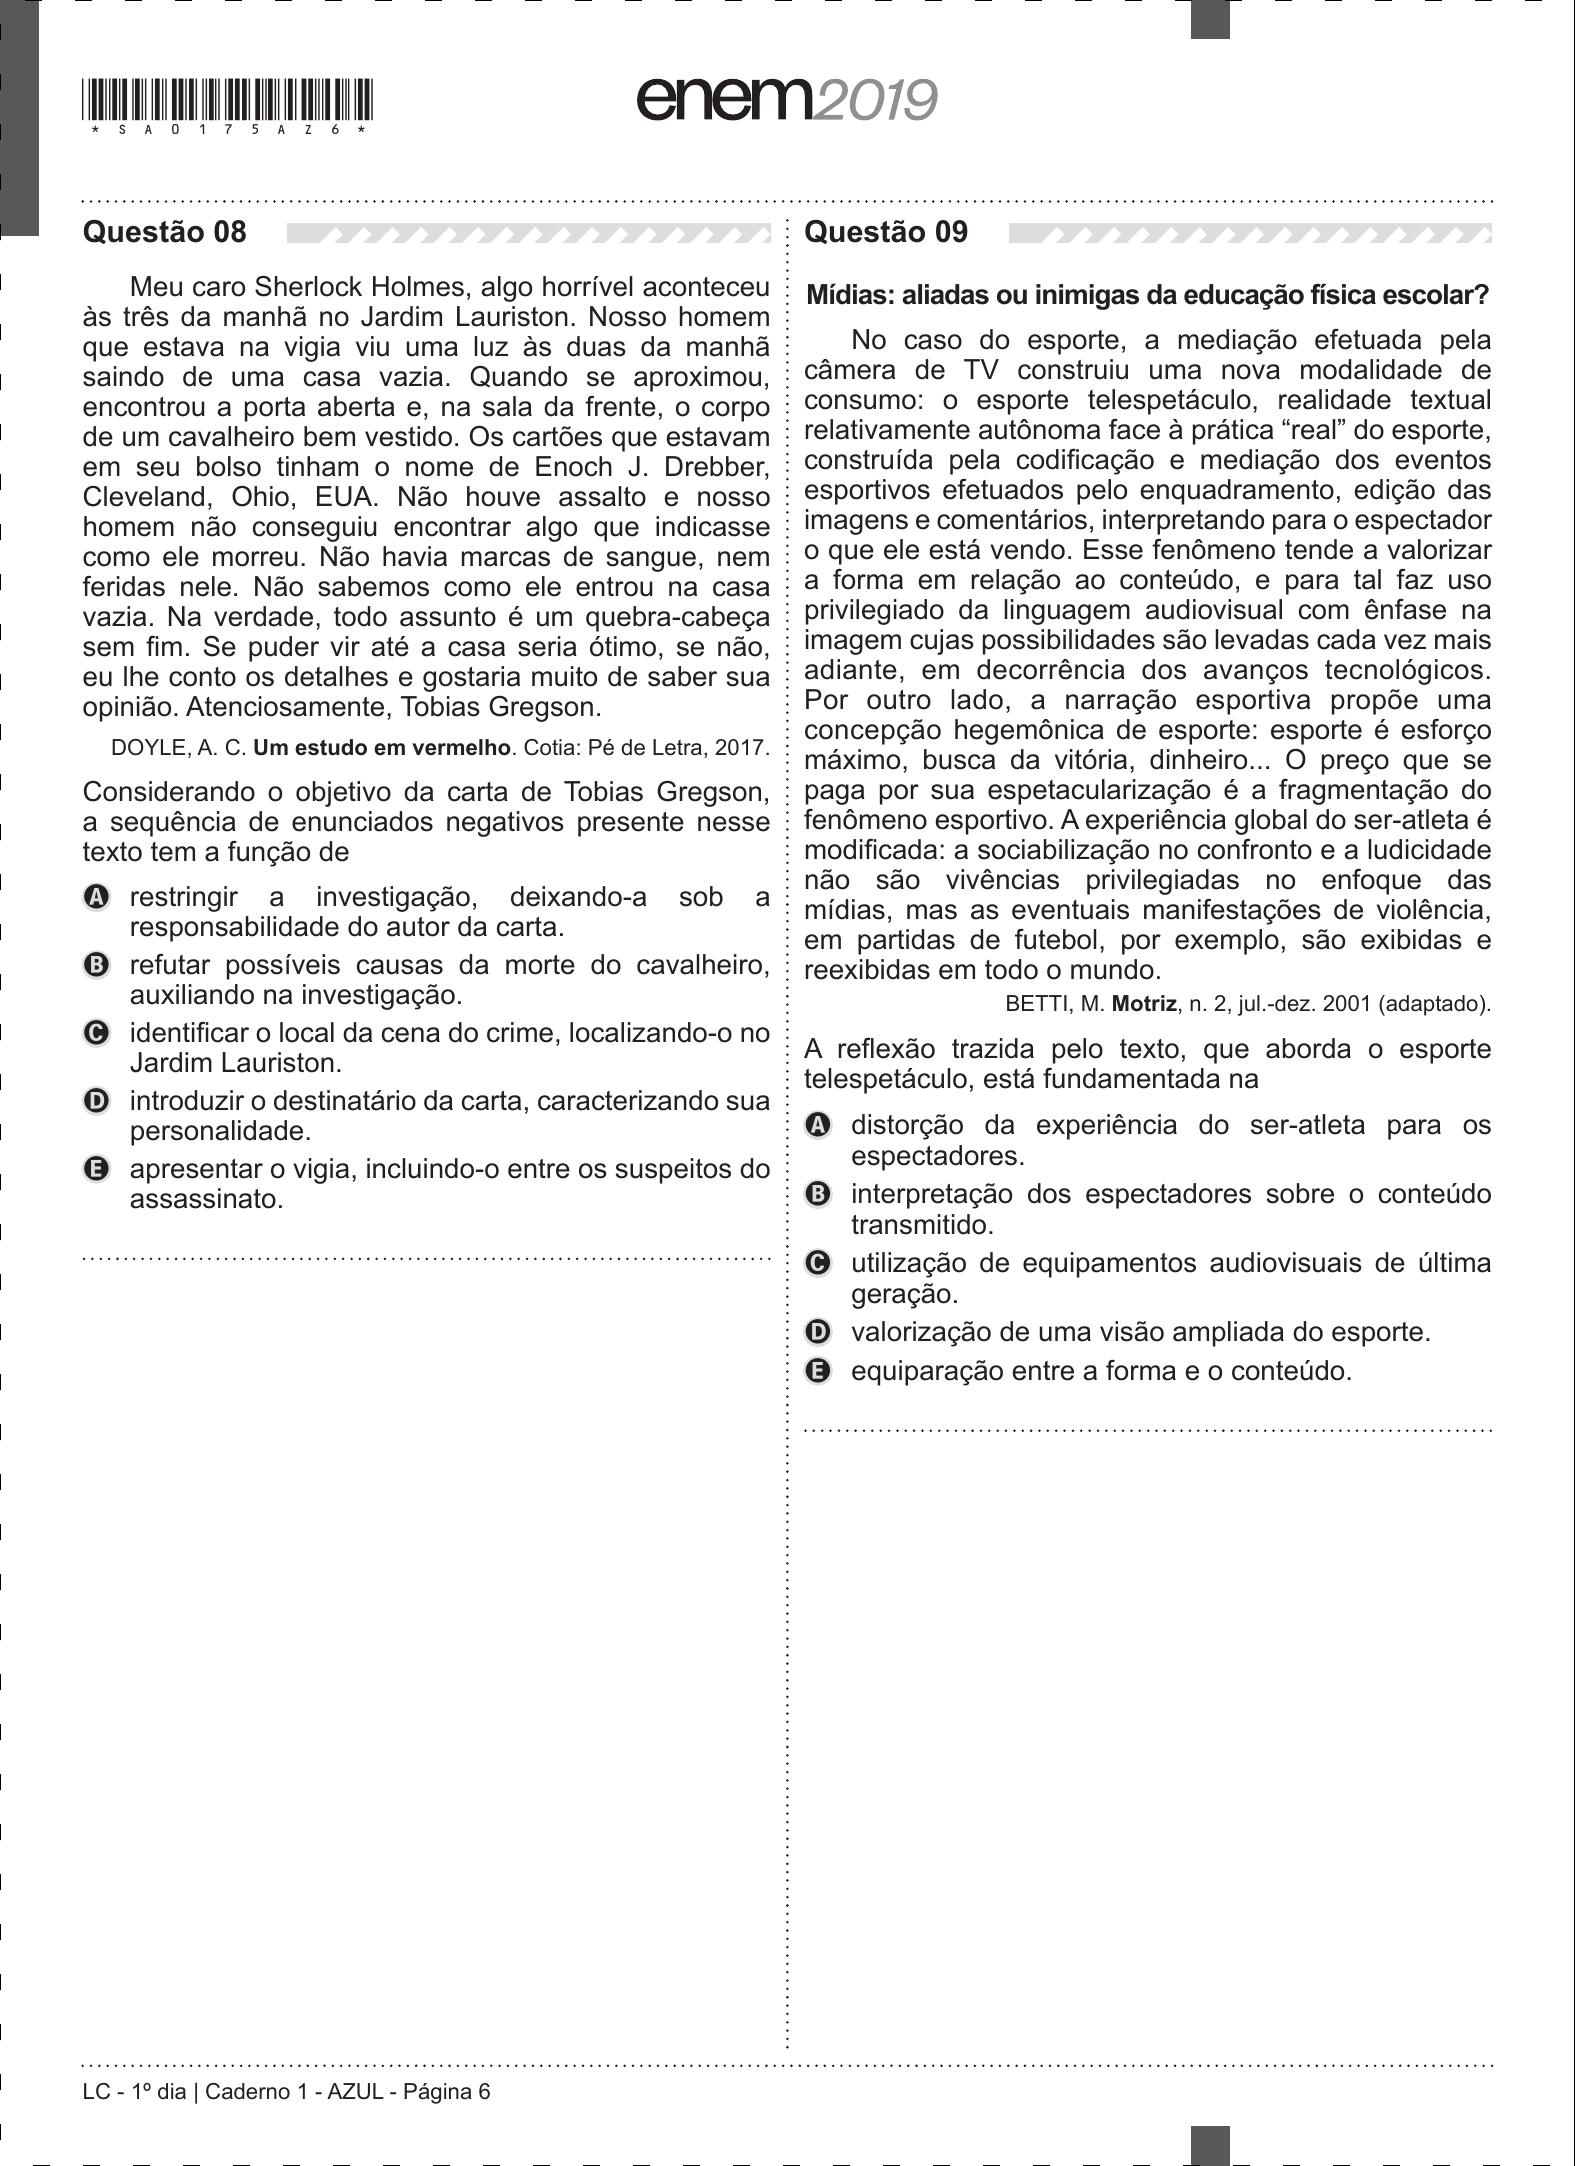 *SA0175AZ6*
enem2019
Questão 08
Meu caro Sherlock Holmes, algo horrível aconteceu
às três da manhã no Jardim Lauriston. Nosso homem
que estava na vigia viu uma luz às duas da manhã
saindo de uma casa vazia. Quando se aproximou,
encontrou a porta aberta e, na sala da frente, o corpo
de um cavalheiro bem vestido. Os cartões que estavam
em seu bolso tinham o nome de Enoch J. Drebber,
Cleveland, Ohio, EUA. Não houve assalto e nosso
homem não conseguiu encontrar algo que indicasse
como ele morreu. Não havia marcas de sangue, nem
feridas nele. Não sabemos como ele entrou na casa
vazia. Na verdade, todo assunto é um quebra-cabeça
sem fim. Se puder vir até a casa seria ótimo, se não,
eu lhe conto os detalhes e gostaria muito de saber sua
opinião. Atenciosamente, Tobias Gregson.
DOYLE, A. C. Um estudo em vermelho. Cotia: Pé de Letra, 2017.
Considerando o objetivo da carta de Tobias Gregson,
a sequência de enunciados negativos presente nesse
texto tem a função de
A restringir a investigação, deixando-a sob a
responsabilidade do autor da carta.
B refutar possíveis causas da morte do cavalheiro,
auxiliando na investigação.
C identificar o local da cena do crime, localizando-o no
Jardim Lauriston.
D introduzir o destinatário da carta, caracterizando sua
personalidade.
E apresentar o vigia, incluindo-o entre os suspeitos do
assassinato.
Questão 09
Mídias: aliadas ou inimigas da educação física escolar?
No caso do esporte, a mediação efetuada pela
câmera de TV construiu uma nova modalidade de
consumo: o esporte telespetáculo, realidade textual
relativamente autônoma face à prática “real” do esporte,
construída pela codificação e mediação dos eventos
esportivos efetuados pelo enquadramento, edição das
imagens e comentários, interpretando para o espectador
o que ele está vendo. Esse fenômeno tende a valorizar
a forma em relação ao conteúdo, e para tal faz uso
privilegiado da linguagem audiovisual com ênfase na
imagem cujas possibilidades são levadas cada vez mais
adiante, em decorrência dos avanços tecnológicos.
Por outro lado, a narração esportiva propõe uma
concepção hegemônica de esporte: esporte é esforço
máximo, busca da vitória, dinheiro... O preço que se
paga por sua espetacularização é a fragmentação do
fenômeno esportivo. A experiência global do ser-atleta é
modificada: a sociabilização no confronto e a ludicidade
não são vivências privilegiadas no enfoque das
mídias, mas as eventuais manifestações de violência,
em partidas de futebol, por exemplo, são exibidas e
reexibidas em todo o mundo.
BETTI, M. Motriz, n. 2, jul.-dez. 2001 (adaptado).
A reflexão trazida pelo texto, que aborda o esporte
telespetáculo, está fundamentada na
A distorção da experiência do ser-atleta para os
espectadores.
B interpretação dos espectadores sobre o conteúdo
transmitido.
C utilização de equipamentos audiovisuais de última
geração.
D valorização de uma visão ampliada do esporte.
E equiparação entre a forma e o conteúdo.
LC - 1º dia | Caderno 1 - AZUL - Página 6